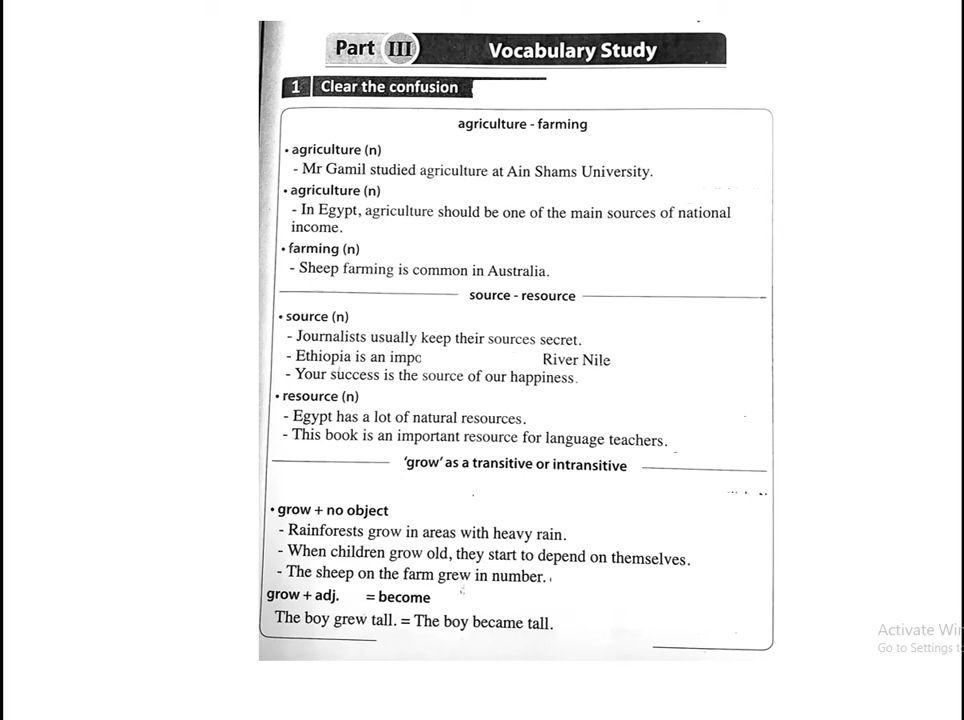 Part III Vocabulary Study
1 Clear the confusion
agriculture - farming
• agriculture (n)
- Mr Gamil studied agriculture at Ain Shams University.
• agriculture (n)
- In Egypt, agriculture should be one of the main sources of national
income.
• farming (n)
- Sheep farming is common in Australia.
source - resource
• source (n)
- Journalists usually keep their sources secret.
- Ethiopia is an River Nile
- Your success is the source of our happiness.
• resource (n)
- Egypt has a lot of natural resources.
- This book is an important resource for language teachers.
'grow' as a transitive or intransitive
• grow + no object
- Rainforests grow in areas with heavy rain.
- When children grow old, they start to depend on themselves.
- The sheep on the farm grew in number.
grow + adj. = become
The boy grew tall. = The boy became tall.
Activate Win
Go to Settings t